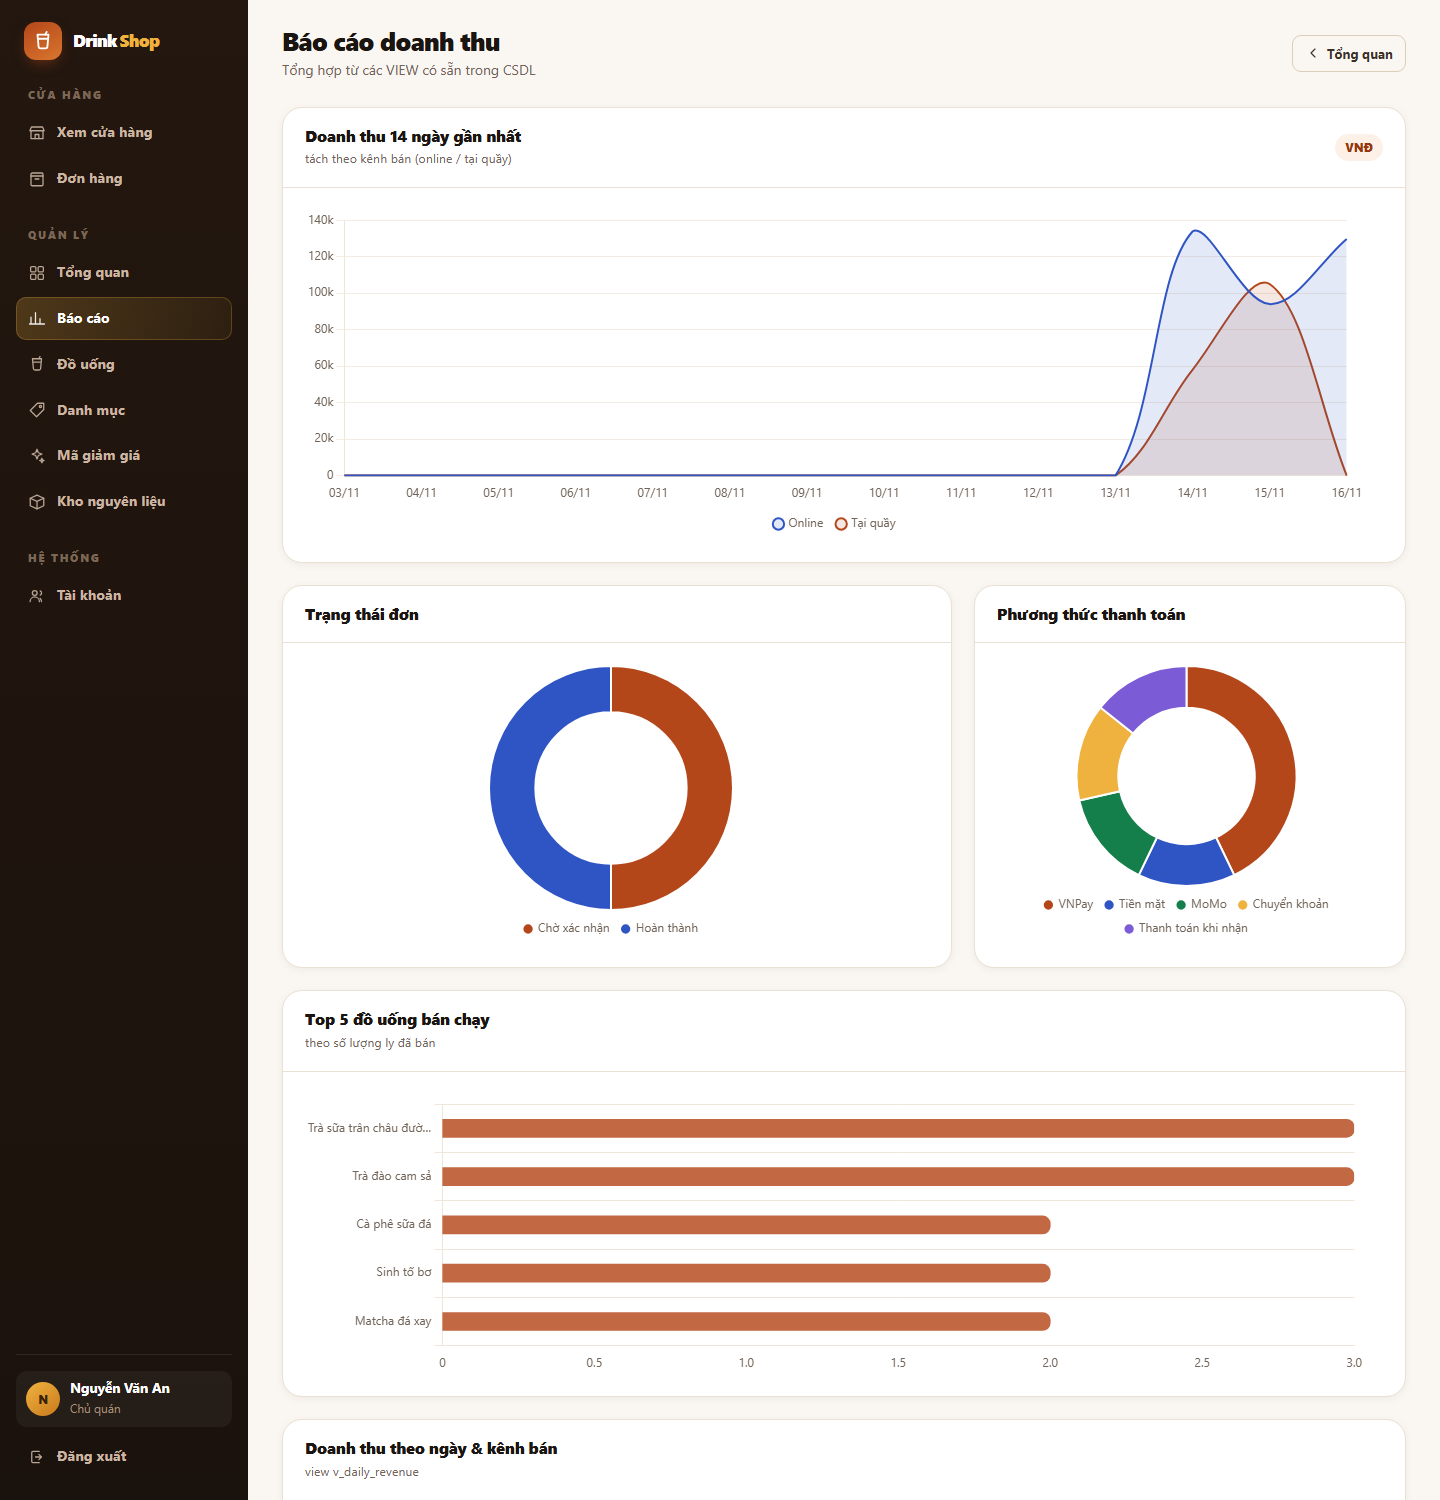 DrinkShop
CỬA HÀNG
Xem cửa hàng
Đơn hàng
QUẢN LÝ
Tổng quan
Báo cáo
Đồ uống
Danh mục
Mã giảm giá
Kho nguyên liệu
HỆ THỐNG
Tài khoản
N
Nguyễn Văn An
Chủ quán
Đăng xuất
Báo cáo doanh thu
Tổng hợp từ các VIEW có sẵn trong CSDL
Tổng quan
Doanh thu 14 ngày gần nhất
tách theo kênh bán (online / tại quầy)
VNĐ
140k
120k
100k
80k
60k
40k
20k
0
03/11 04/11 05/11 06/11 07/11 08/11 09/11 10/11 11/11 12/11 13/11 14/11 15/11 16/11
Online Tại quầy
Trạng thái đơn
Chờ xác nhận Hoàn thành
Phương thức thanh toán
VNPay Tiền mặt MoMo Chuyển khoản
Thanh toán khi nhận
Top 5 đồ uống bán chạy
theo số lượng ly đã bán
Trà sữa trân châu đườ...
Trà đào cam sả
Cà phê sữa đá
Sinh tố bơ
Matcha đá xay
0 0.5 1.0 1.5 2.0 2.5 3.0
Doanh thu theo ngày & kênh bán
view v_daily_revenue